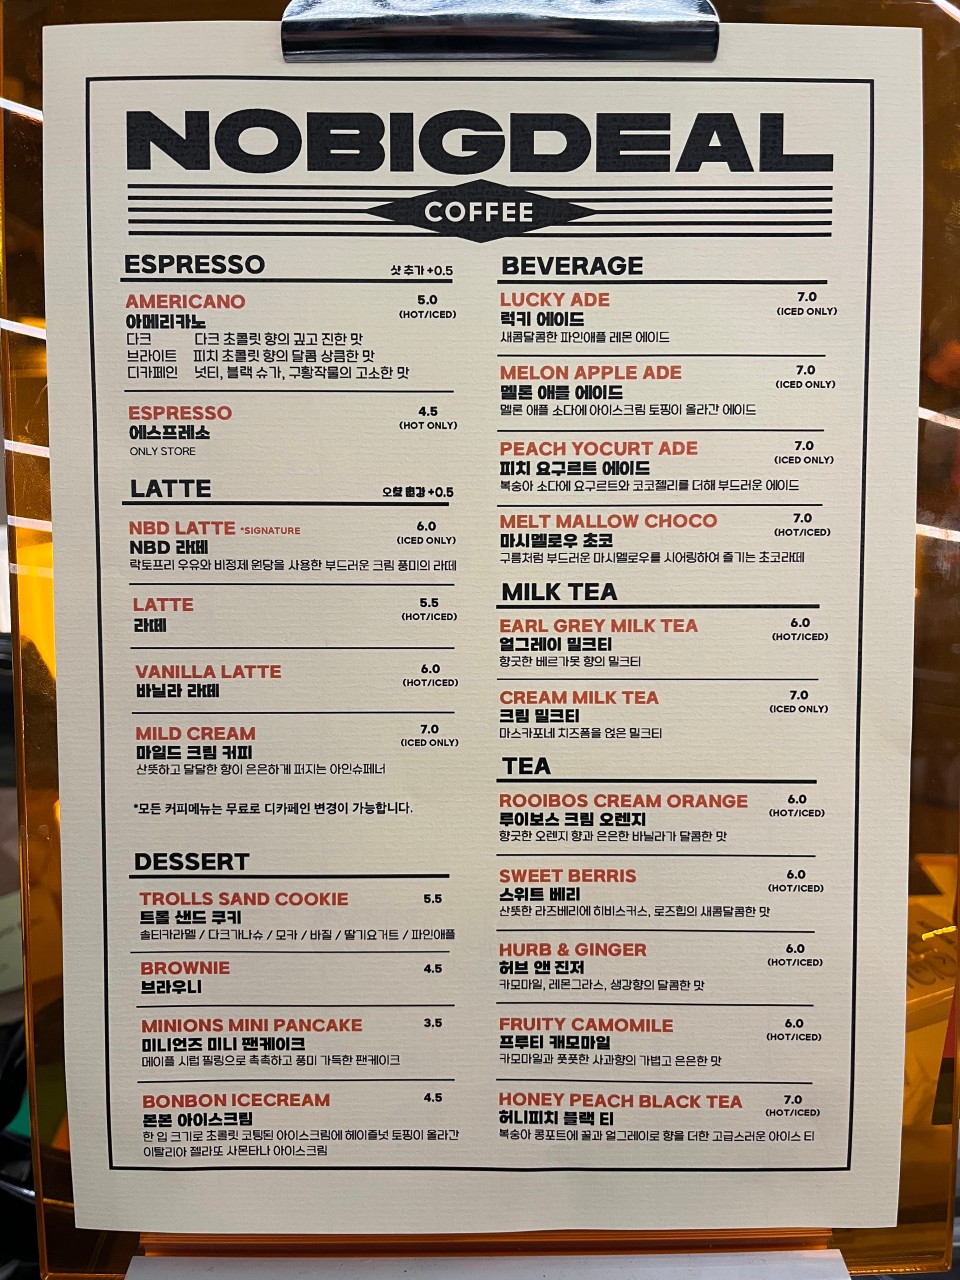 NOBIGDEAL
COFFEE
ESPRESSO 샷 추가 +0.5
AMERICANO 5.0
(HOT/ICED)
아메리카노
다크 다크 초콜릿 향의 깊고 진한 맛
브라이트 피치 초콜릿 향의 달콤 상큼한 맛
디카페인 넛티, 블랙 슈가, 구황작물의 고소한 맛
ESPRESSO 4.5
(HOT ONLY)
에스프레소
ONLY STORE
LATTE 오트 변경 +0.5
NBD LATTE *SIGNATURE 6.0
(ICED ONLY)
NBD 라떼
락토프리 우유와 비정제 원당을 사용한 부드러운 크림 풍미의 라떼
LATTE 5.5
(HOT/ICED)
라떼
VANILLA LATTE 6.0
(HOT/ICED)
바닐라 라떼
MILD CREAM 7.0
(ICED ONLY)
마일드 크림 커피
산뜻하고 달달한 향이 은은하게 퍼지는 아인슈페너
*모든 커피메뉴는 무료로 디카페인 변경이 가능합니다.
DESSERT
TROLLS SAND COOKIE 5.5
트롤 샌드 쿠키
솔티카라멜 / 다크가나슈 / 모카 / 바질 / 딸기요거트 / 파인애플
BROWNIE 4.5
브라우니
MINIONS MINI PANCAKE 3.5
미니언즈 미니 팬케이크
메이플 시럽 필링으로 촉촉하고 풍미 가득한 팬케이크
BONBON ICECREAM 4.5
본본 아이스크림
한 입 크기로 초콜릿 코팅된 아이스크림에 헤이즐넛 토핑이 올라간
이탈리아 젤라또 사몬타나 아이스크림
BEVERAGE
LUCKY ADE 7.0
(ICED ONLY)
럭키 에이드
새콤달콤한 파인애플 레몬 에이드
MELON APPLE ADE 7.0
(ICED ONLY)
멜론 애플 에이드
멜론 애플 소다에 아이스크림 토핑이 올라간 에이드
PEACH YOCURT ADE 7.0
(ICED ONLY)
피치 요구르트 에이드
복숭아 소다에 요구르트와 코코젤리를 더해 부드러운 에이드
MELT MALLOW CHOCO 7.0
(HOT/ICED)
마시멜로우 초코
구름처럼 부드러운 마시멜로우를 시어링하여 즐기는 초코라떼
MILK TEA
EARL GREY MILK TEA 6.0
(HOT/ICED)
얼그레이 밀크티
향긋한 베르가못 향의 밀크티
CREAM MILK TEA 7.0
(ICED ONLY)
크림 밀크티
마스카포네 치즈폼을 얹은 밀크티
TEA
ROOIBOS CREAM ORANGE 6.0
(HOT/ICED)
루이보스 크림 오렌지
향긋한 오렌지 향과 은은한 바닐라가 달콤한 맛
SWEET BERRIS 6.0
(HOT/ICED)
스위트 베리
산뜻한 라즈베리에 히비스커스, 로즈힙의 새콤달콤한 맛
HURB & GINGER 6.0
(HOT/ICED)
허브 앤 진저
카모마일, 레몬그라스, 생강향의 달콤한 맛
FRUITY CAMOMILE 6.0
(HOT/ICED)
프루티 캐모마일
카모마일과 풋풋한 사과향의 가볍고 은은한 맛
HONEY PEACH BLACK TEA 7.0
(HOT/ICED)
허니피치 블랙 티
복숭아 콩포트에 꿀과 얼그레이로 향을 더한 고급스러운 아이스 티